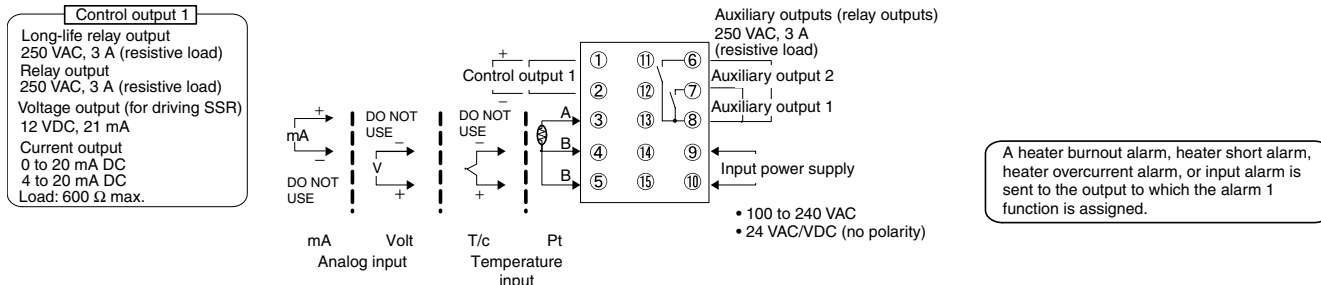 Control output 1
Long-life relay output
250 VAC, 3 A (resistive load)
Relay output
250 VAC, 3 A (resistive load)
Voltage output (for driving SSR)
12 VDC, 21 mA
Current output
0 to 20 mA DC
4 to 20 mA DC
Load: 600 Ω max.
+
mA
−
DO NOT
USE
DO NOT
USE
−
V
+
DO NOT
USE
−
+
+
Control output 1
−
A
B
B
① ⑪ ⑥
② ⑫ ⑦
③ ⑬ ⑧
④ ⑭ ⑨
⑤ ⑮ ⑩
Auxiliary outputs (relay outputs)
250 VAC, 3 A
(resistive load)
Auxiliary output 2
Auxiliary output 1
Input power supply
• 100 to 240 VAC
• 24 VAC/VDC (no polarity)
mA Volt T/c Pt
Analog input
Temperature
input
A heater burnout alarm, heater short alarm,
heater overcurrent alarm, or input alarm is
sent to the output to which the alarm 1
function is assigned.